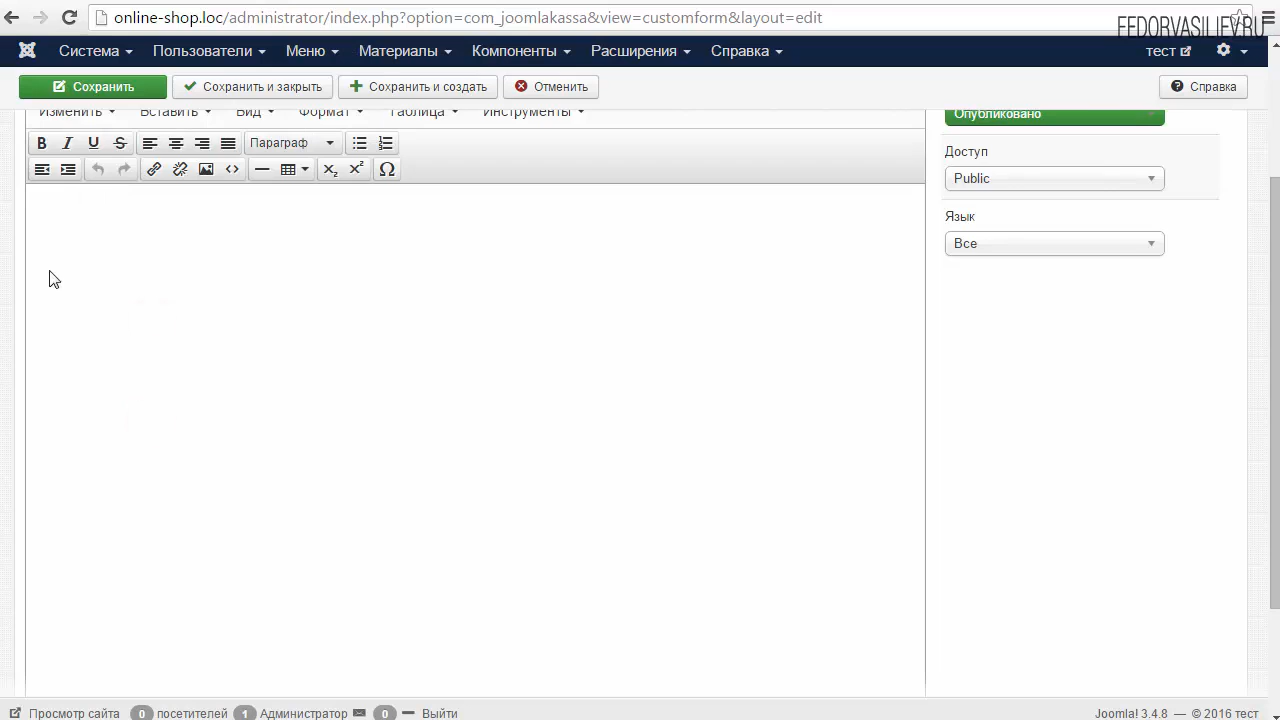 online-shop.loc/administrator/index.php?option=com_joomlakassa&view=customform&layout=edit
FEDORVASILIEV.RU
Система Пользователи Меню Материалы Компоненты Расширения Справка тест
Сохранить Сохранить и закрыть Сохранить и создать Отменить Справка
Изменить Вставить Вид Формат Таблица Инструменты Опубликовано
B I U S Параграф
Доступ
Public
Язык
Все
Просмотр сайта 0 посетителей 1 Администратор 0 Выйти Joomla! 3.4.8 — © 2016 тест